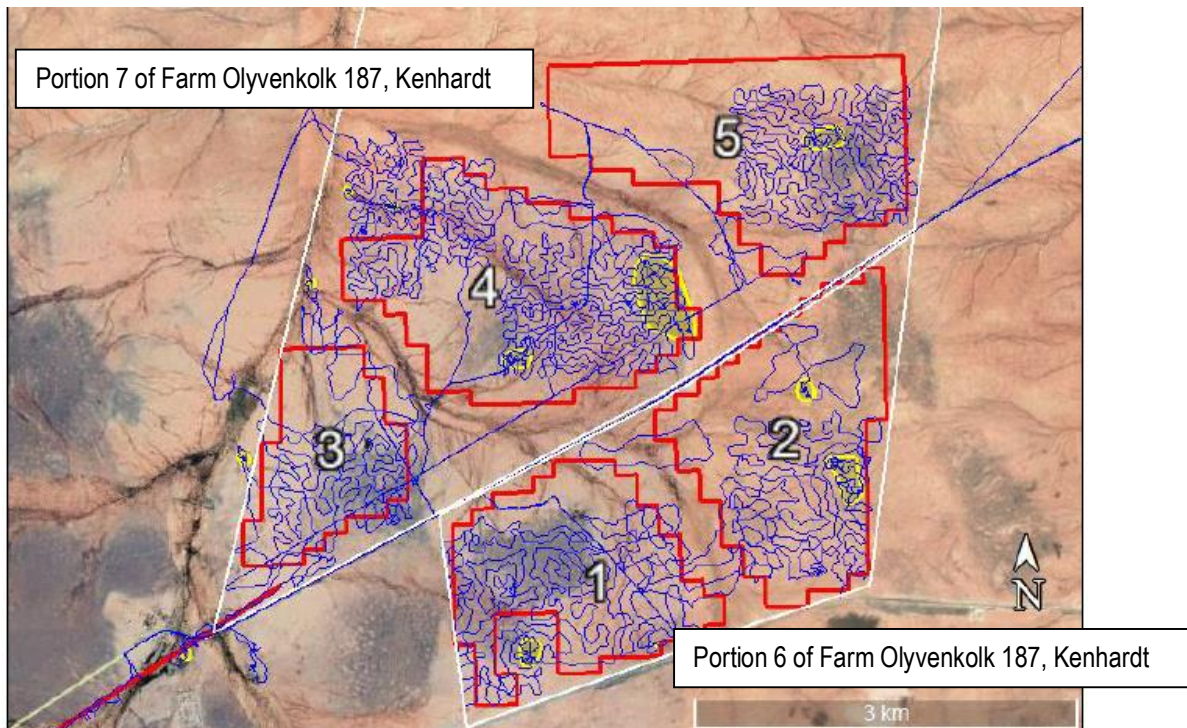 Portion 7 of Farm Olyvenkolk 187, Kenhardt
5
4
3
2
1
N
Portion 6 of Farm Olyvenkolk 187, Kenhardt
3 km